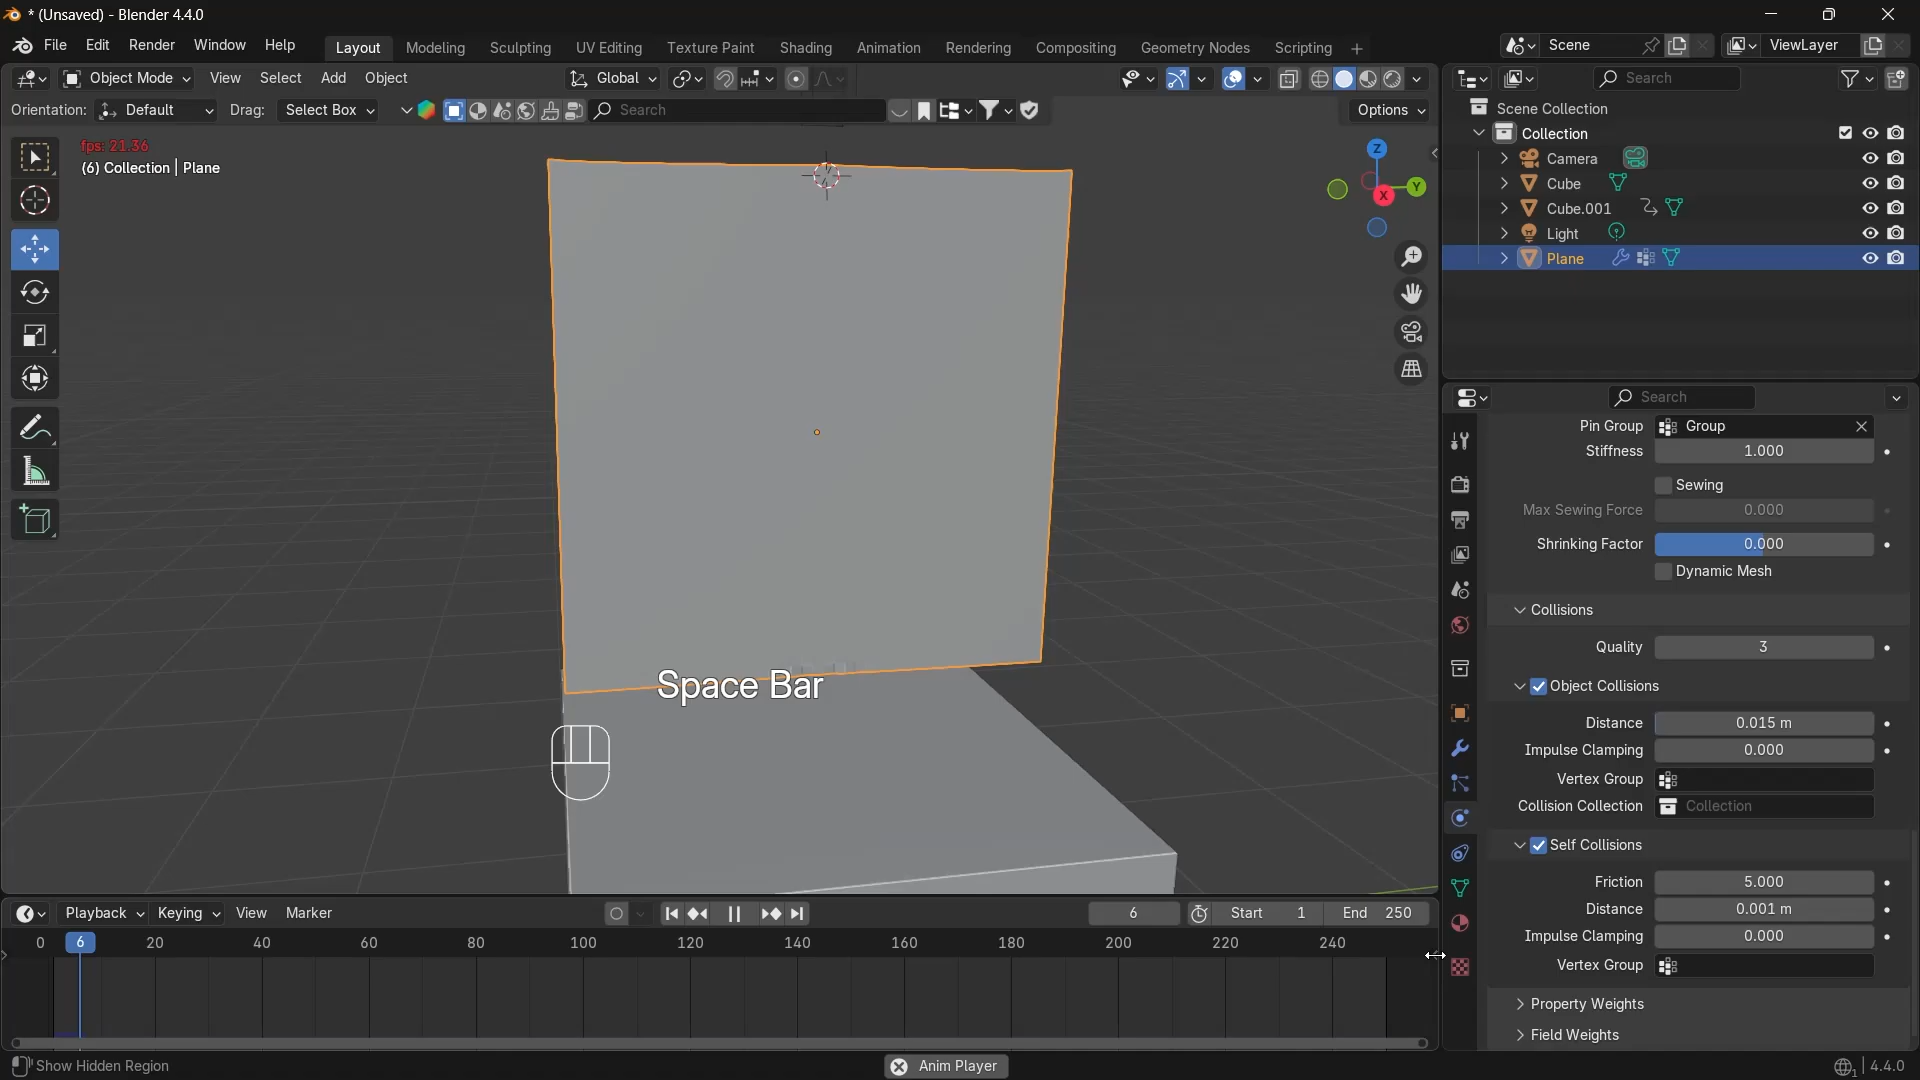 * (Unsaved) - Blender 4.4.0
File Edit Render Window Help
Layout Modeling Sculpting UV Editing Texture Paint Shading Animation Rendering Compositing Geometry Nodes Scripting +
Scene
ViewLayer
Object Mode View Select Add Object
Global
Search
Orientation: Default Drag: Select Box
Search
Options
Scene Collection
Collection
Camera
Cube
Cube.001
Light
Plane
fps: 21.36
(6) Collection | Plane
Z
Y
X
Space Bar
Search
Pin Group Group
Stiffness 1.000
Sewing
Max Sewing Force 0.000
Shrinking Factor 0.000
Dynamic Mesh
Collisions
Quality 3
Object Collisions
Distance 0.015 m
Impulse Clamping 0.000
Vertex Group
Collision Collection Collection
Self Collisions
Friction 5.000
Distance 0.001 m
Impulse Clamping 0.000
Vertex Group
Property Weights
Field Weights
Playback Keying View Marker
6 Start 1 End 250
0 6 20 40 60 80 100 120 140 160 180 200 220 240
Show Hidden Region
Anim Player
1 4.4.0